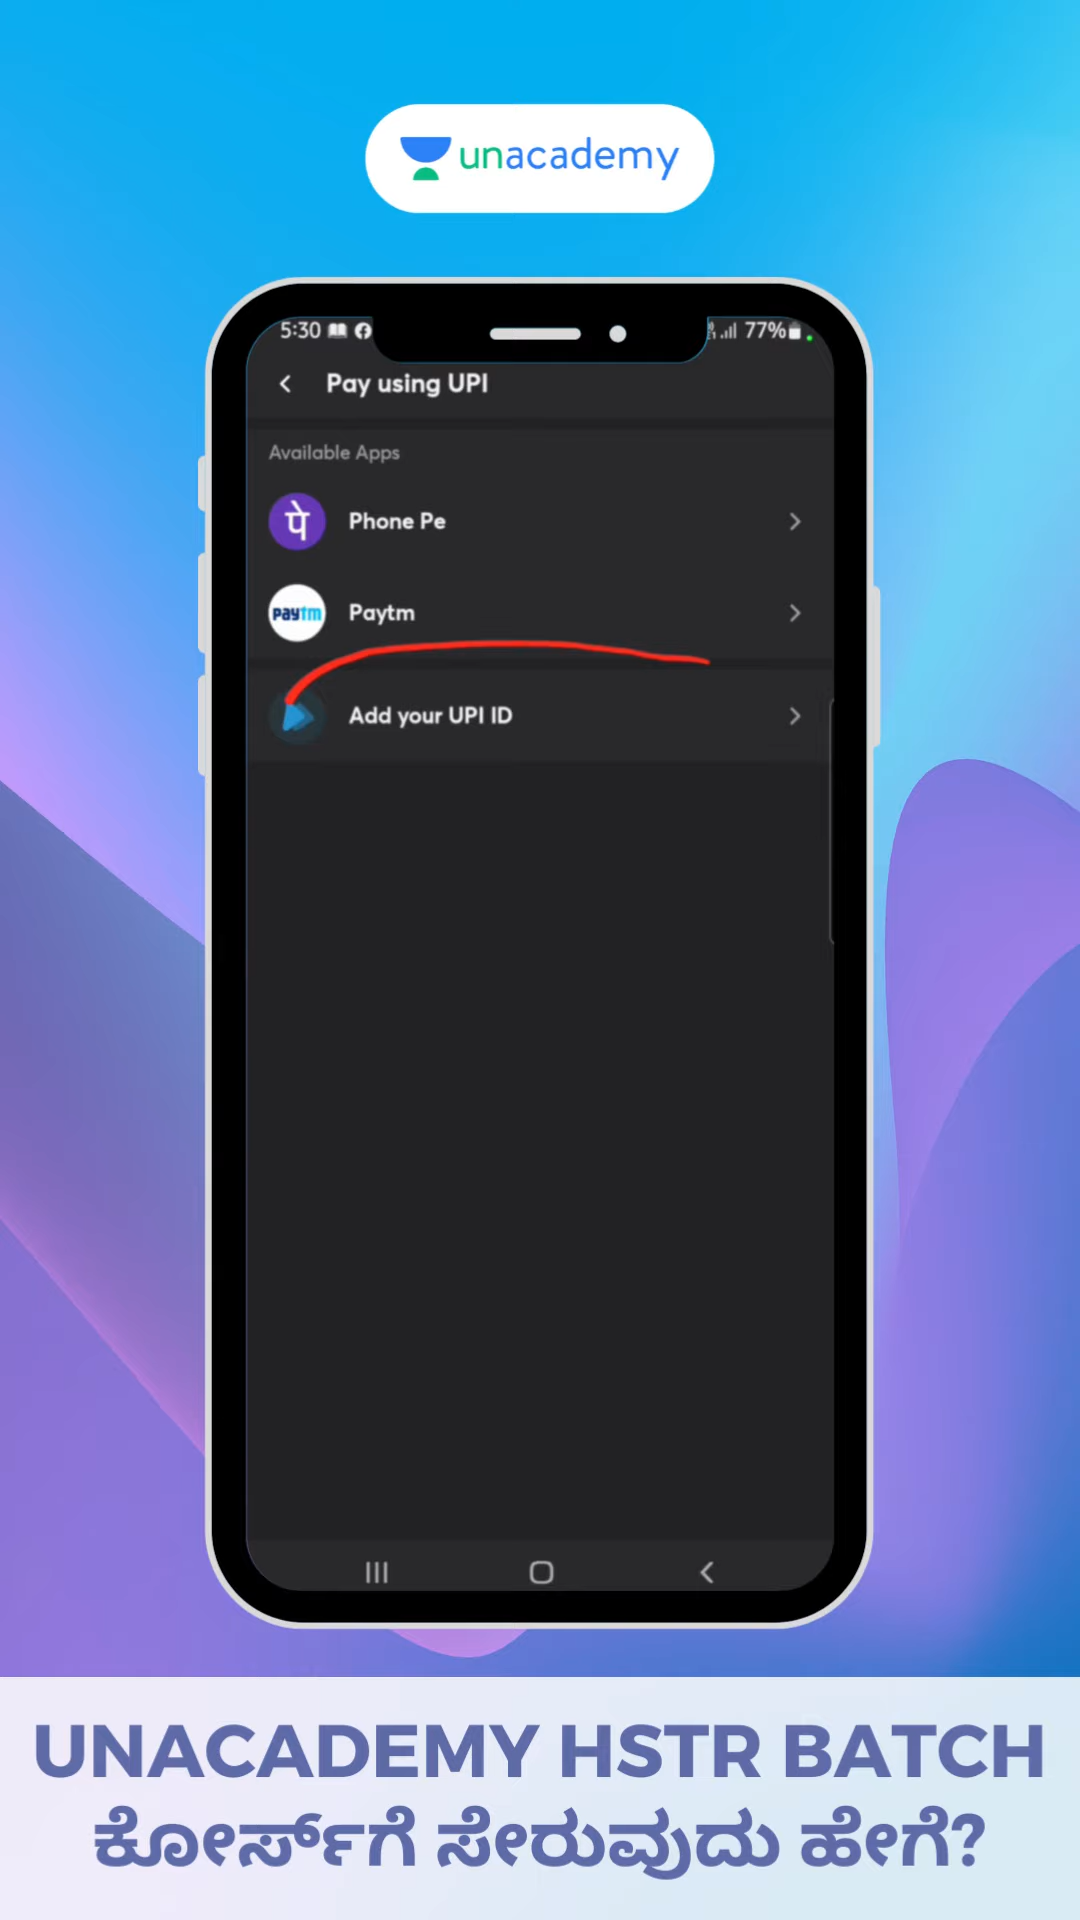 unacademy
5:30
77%
Pay using UPI
Available Apps
पे
Phone Pe
paytm
Paytm
Add your UPI ID
UNACADEMY HSTR BATCH
ಕೋರ್ಸ್‌ಗೆ ಸೇರುವುದು ಹೇಗೆ?